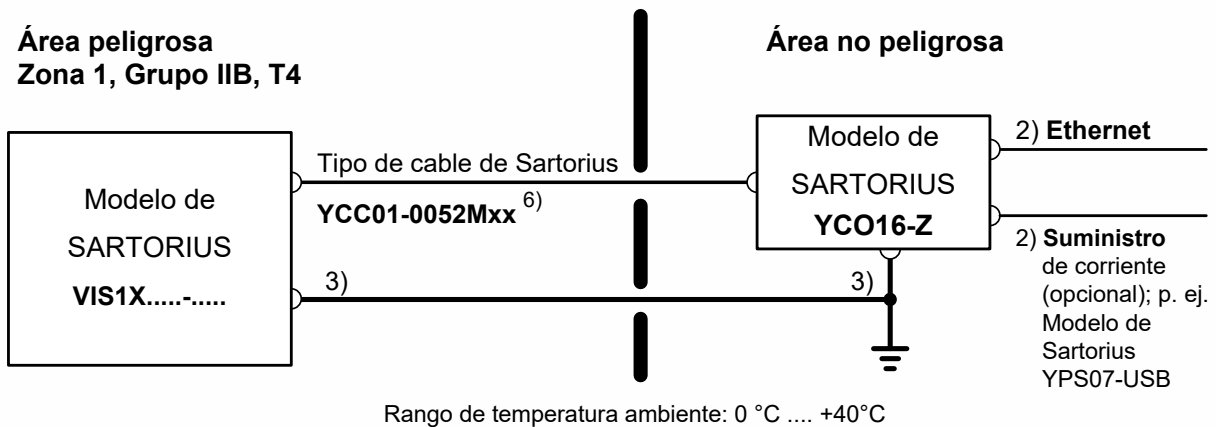 Área peligrosa
Zona 1, Grupo IIB, T4
Área no peligrosa
Modelo de
SARTORIUS
VIS1X.....-.....
Tipo de cable de Sartorius
YCC01-0052Mxx 6)
3)
3)
Modelo de
SARTORIUS
YCO16-Z
2) Ethernet
2) Suministro
de corriente
(opcional); p. ej.
Modelo de
Sartorius
YPS07-USB
Rango de temperatura ambiente: 0 °C .... +40°C